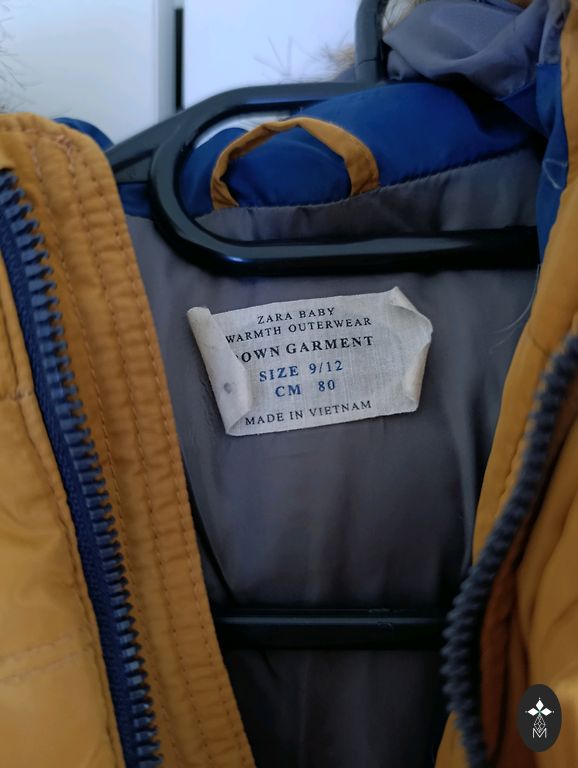 ZARA BABY
WARMTH OUTERWEAR
OWN GARMENT
SIZE 9/12
CM 80
MADE IN VIETNAM
M